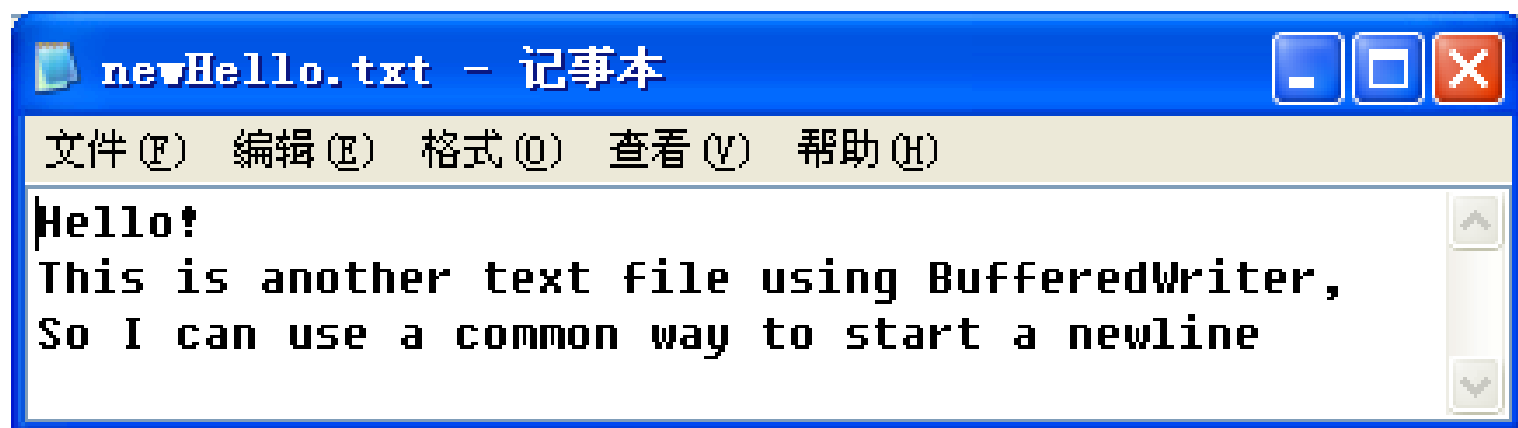 newHello.txt - 记事本
文件(F) 编辑(E) 格式(O) 查看(V) 帮助(H)
Hello!
This is another text file using BufferedWriter,
So I can use a common way to start a newline